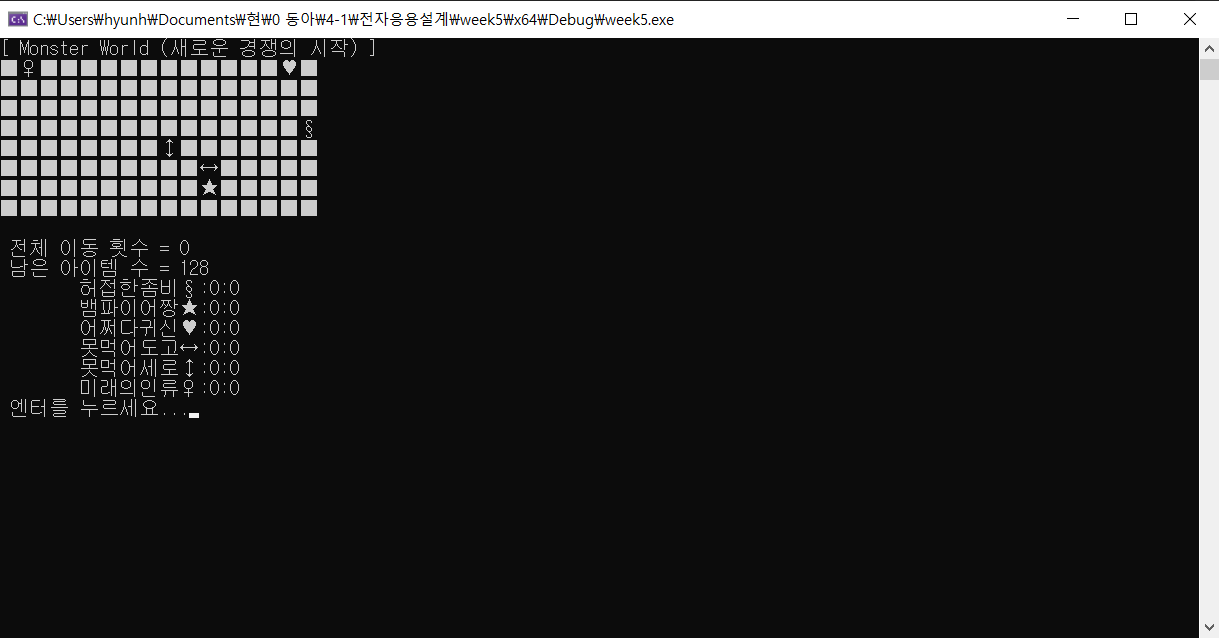 C:\Users\hyunh\Documents\현\0 동아\4-1\전자응용설계\week5\x64\Debug\week5.exe
[ Monster World (새로운 경쟁의 시작) ]
■♀■■■■■■■■■■■■♥■
■■■■■■■■■■■■■■■■
■■■■■■■■■■■■■■■■
■■■■■■■■■■■■■■■§
■■■■■■■■↕■■■■■■■
■■■■■■■■■■↔■■■■■
■■■■■■■■■■★■■■■■
■■■■■■■■■■■■■■■■
전체 이동 횟수 = 0
남은 아이템 수 = 128
허접한좀비§:0:0
뱀파이어짱★:0:0
어쩌다귀신♥:0:0
못먹어도고↔:0:0
못먹어세로↕:0:0
미래의인류♀:0:0
엔터를 누르세요...